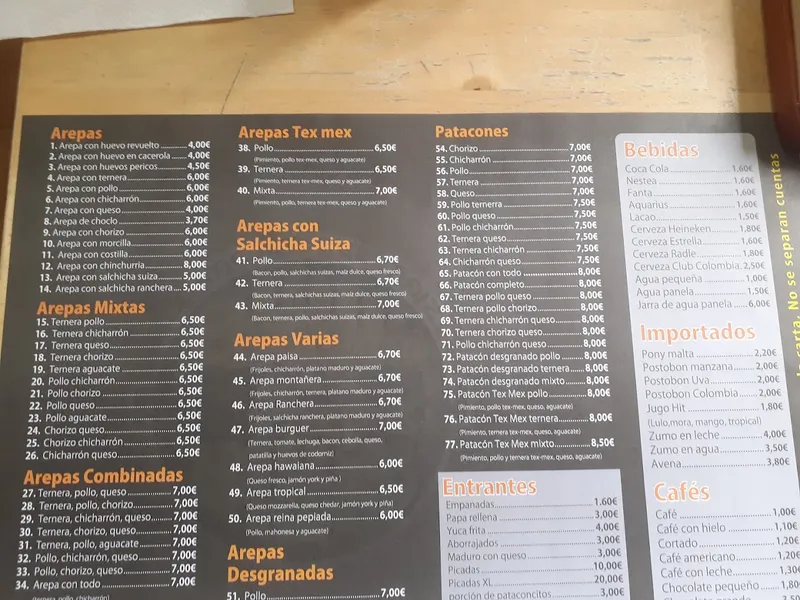 Arepas
1. Arepa con huevo revuelto 4,00€
2. Arepa con huevo en cacerola 4,00€
3. Arepa con huevos pericos 4,50€
4. Arepa con ternera 6,00€
5. Arepa con pollo 6,00€
6. Arepa con chicharrón 6,00€
7. Arepa con queso 4,00€
8. Arepa de choclo 3,70€
9. Arepa con chorizo 6,00€
10. Arepa con morcilla 6,00€
11. Arepa con costilla 6,00€
12. Arepa con chinchurria 8,00€
13. Arepa con salchicha suiza 5,00€
14. Arepa con salchicha ranchera 5,00€
Arepas Mixtas
15. Ternera pollo 6,50€
16. Ternera chicharrón 6,50€
17. Ternera queso 6,50€
18. Ternera chorizo 6,50€
19. Ternera aguacate 6,50€
20. Pollo chicharrón 6,50€
21. Pollo chorizo 6,50€
22. Pollo queso 6,50€
23. Pollo aguacate 6,50€
24. Chorizo queso 6,50€
25. Chorizo chicharrón 6,50€
26. Chicharrón queso 6,50€
Arepas Combinadas
27. Ternera, pollo, queso 7,00€
28. Ternera, pollo, chorizo 7,00€
29. Ternera, chicharrón, queso 7,00€
30. Ternera, chorizo, queso 7,00€
31. Ternera, pollo, aguacate 7,00€
32. Pollo, chicharrón, queso 7,00€
33. Pollo, chorizo, queso 7,00€
34. Arepa con todo 7,00€
(ternera, pollo, chicharrón)
Arepas Tex mex
38. Pollo 6,50€
(Pimiento, pollo tex-mex, queso y aguacate)
39. Ternera 6,50€
(Pimiento, ternera tex-mex, queso y aguacate)
40. Mixta 7,00€
(Pimiento, pollo, ternera tex-mex, queso y aguacate)
Arepas con
Salchicha Suiza
41. Pollo 6,70€
(Bacon, pollo, salchichas suizas, maíz dulce, queso fresco)
42. Ternera 6,70€
(Bacon, ternera, salchichas suizas, maíz dulce, queso fresco)
43. Mixta 7,00€
(Bacon, ternera, pollo, salchichas suizas, maíz dulce, queso fresco)
Arepas Varias
44. Arepa paisa 6,70€
(Frijoles, chicharrón, platano maduro y aguacate)
45. Arepa montañera 6,70€
(Frijoles, chicharrón, ternera, platano maduro y aguacate)
46. Arepa Ranchera 6,70€
(Frijoles, salchicha ranchera, platano maduro y aguacate)
47. Arepa burguer 7,00€
(Ternera, tomate, lechuga, bacon, cebolla, queso,
patatilla y huevos de codorniz)
48. Arepa hawaiana 6,00€
(Queso fresco, jamón york y piña )
49. Arepa tropical 6,50€
(Queso mozzarella, queso chedar, jamón york y piña)
50. Arepa reina pepiada 6,00€
(Pollo, mahonesa y aguacate)
Arepas
Desgranadas
51. Pollo 7,00€
Patacones
54. Chorizo 7,00€
55. Chicharrón 7,00€
56. Pollo 7,00€
57. Ternera 7,00€
58. Queso 7,00€
59. Pollo ternerra 7,50€
60. Pollo queso 7,50€
61. Pollo chicharrón 7,50€
62. Ternera queso 7,50€
63. Ternera chicharrón 7,50€
64. Chicharrón queso 7,50€
65. Patacón con todo 8,00€
66. Patacón completo 8,00€
67. Ternera pollo queso 8,00€
68. Ternera pollo chorizo 8,00€
69. Ternera chicharrón queso 8,00€
70. Ternera chorizo queso 8,00€
71. Pollo chicharrón queso 8,00€
72. Patacón desgranado pollo 8,00€
73. Patacón desgranado ternera 8,00€
74. Patacón desgranado mixto 8,00€
75. Patacón Tex Mex pollo 8,00€
(Pimiento, pollo tex-mex, queso, aguacate)
76. Patacón Tex Mex ternera 8,00€
(Pimiento, ternera tex mex, queso, aguacate)
77. Patacón Tex Mex mixto 8,50€
(Pimiento, pollo y ternera tex-mex, queso, aguacate)
Entrantes
Empanadas 1.60€
Papa rellena 3,00€
Yuca frita 4,00€
Aborrajados 3,00€
Maduro con queso 3,00€
Picadas 10,00€
Picadas XL 20,00€
porción de pataconcitos 3,00€
Bebidas
Coca Cola 1,60€
Nestea 1,60€
Fanta 1,60€
Aquarius 1,60€
Lacao 1,50€
Cerveza Heineken 1,80€
Cerveza Estrella 1,60€
Cerveza Radle 1,80€
Cerveza Club Colombia 2,50€
Agua pequeña 1,00€
Agua panela 1,50€
Jarra de agua panela 6,00€
Importados
Pony malta 2,20€
Postobon manzana 2,00€
Postobon Uva 2,00€
Postobon Colombia 2,00€
Jugo Hit 1,80€
(Lulo,mora, mango, tropical)
Zumo en leche 4,00€
Zumo en agua 3,50€
Avena 3,80€
Cafés
Café 1,00€
Café con hielo 1,10€
Cortado 1,20€
Café americano 1,20€
Café con leche 1,30€
Chocolate pequeño 1,80€
la carta. No se separan cuentas